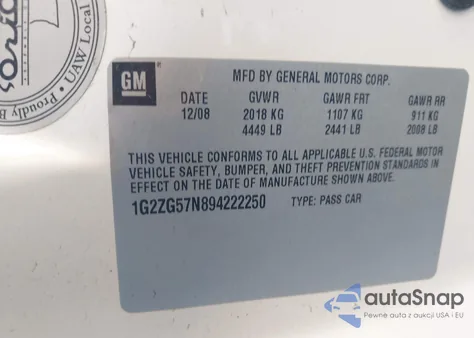 Proudly B
UAW Local
GM
MFD BY GENERAL MOTORS CORP.
DATE GVWR GAWR FRT GAWR RR
12/08 2018 KG 1107 KG 911 KG
4449 LB 2441 LB 2008 LB
THIS VEHICLE CONFORMS TO ALL APPLICABLE U.S. FEDERAL MOTOR
VEHICLE SAFETY, BUMPER, AND THEFT PREVENTION STANDARDS IN
EFFECT ON THE DATE OF MANUFACTURE SHOWN ABOVE.
1G2ZG57N894222250 TYPE: PASS CAR
autoSnap
Pewne auta z aukcji USA i EU